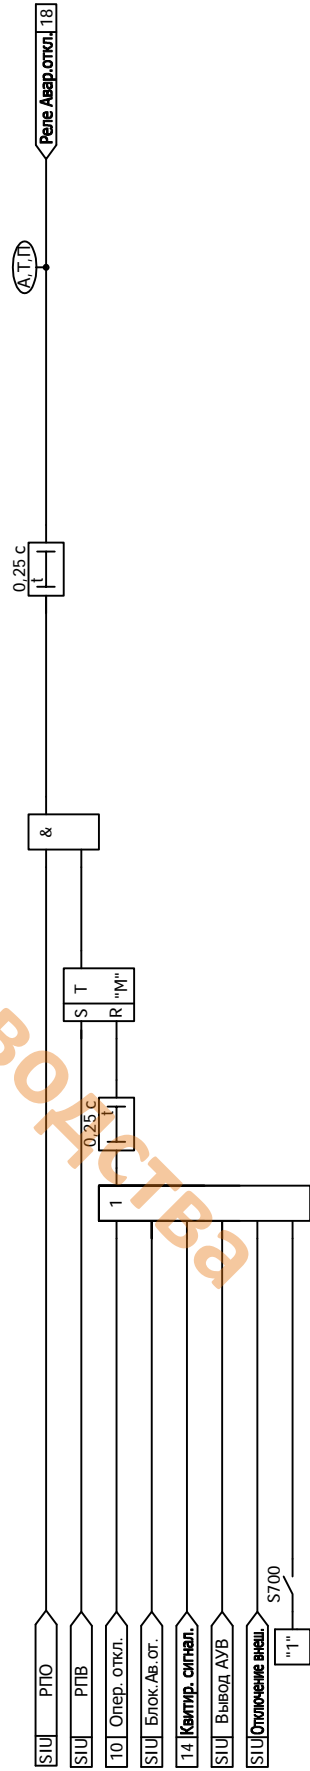 SIU РПО
SIU РПВ
10 Опер. откл.
SIU Блок.Ав.от.
14 Квитир. сигнал.
SIU Вывод АУВ
SIU Отключение внеш.
"1"
S700
1
0,25 с
t
S T
R "М"
&
0,25 с
t
А,Т,П
Реле Авар.откл. 18
водства